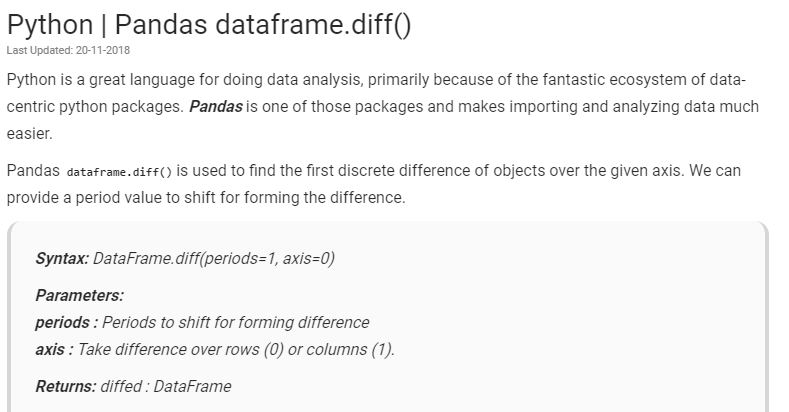 Python | Pandas dataframe.diff()
Last Updated: 20-11-2018
Python is a great language for doing data analysis, primarily because of the fantastic ecosystem of data-
centric python packages. Pandas is one of those packages and makes importing and analyzing data much
easier.
Pandas dataframe.diff() is used to find the first discrete difference of objects over the given axis. We can
provide a period value to shift for forming the difference.
Syntax: DataFrame.diff(periods=1, axis=0)
Parameters:
periods : Periods to shift for forming difference
axis : Take difference over rows (0) or columns (1).
Returns: diffed : DataFrame